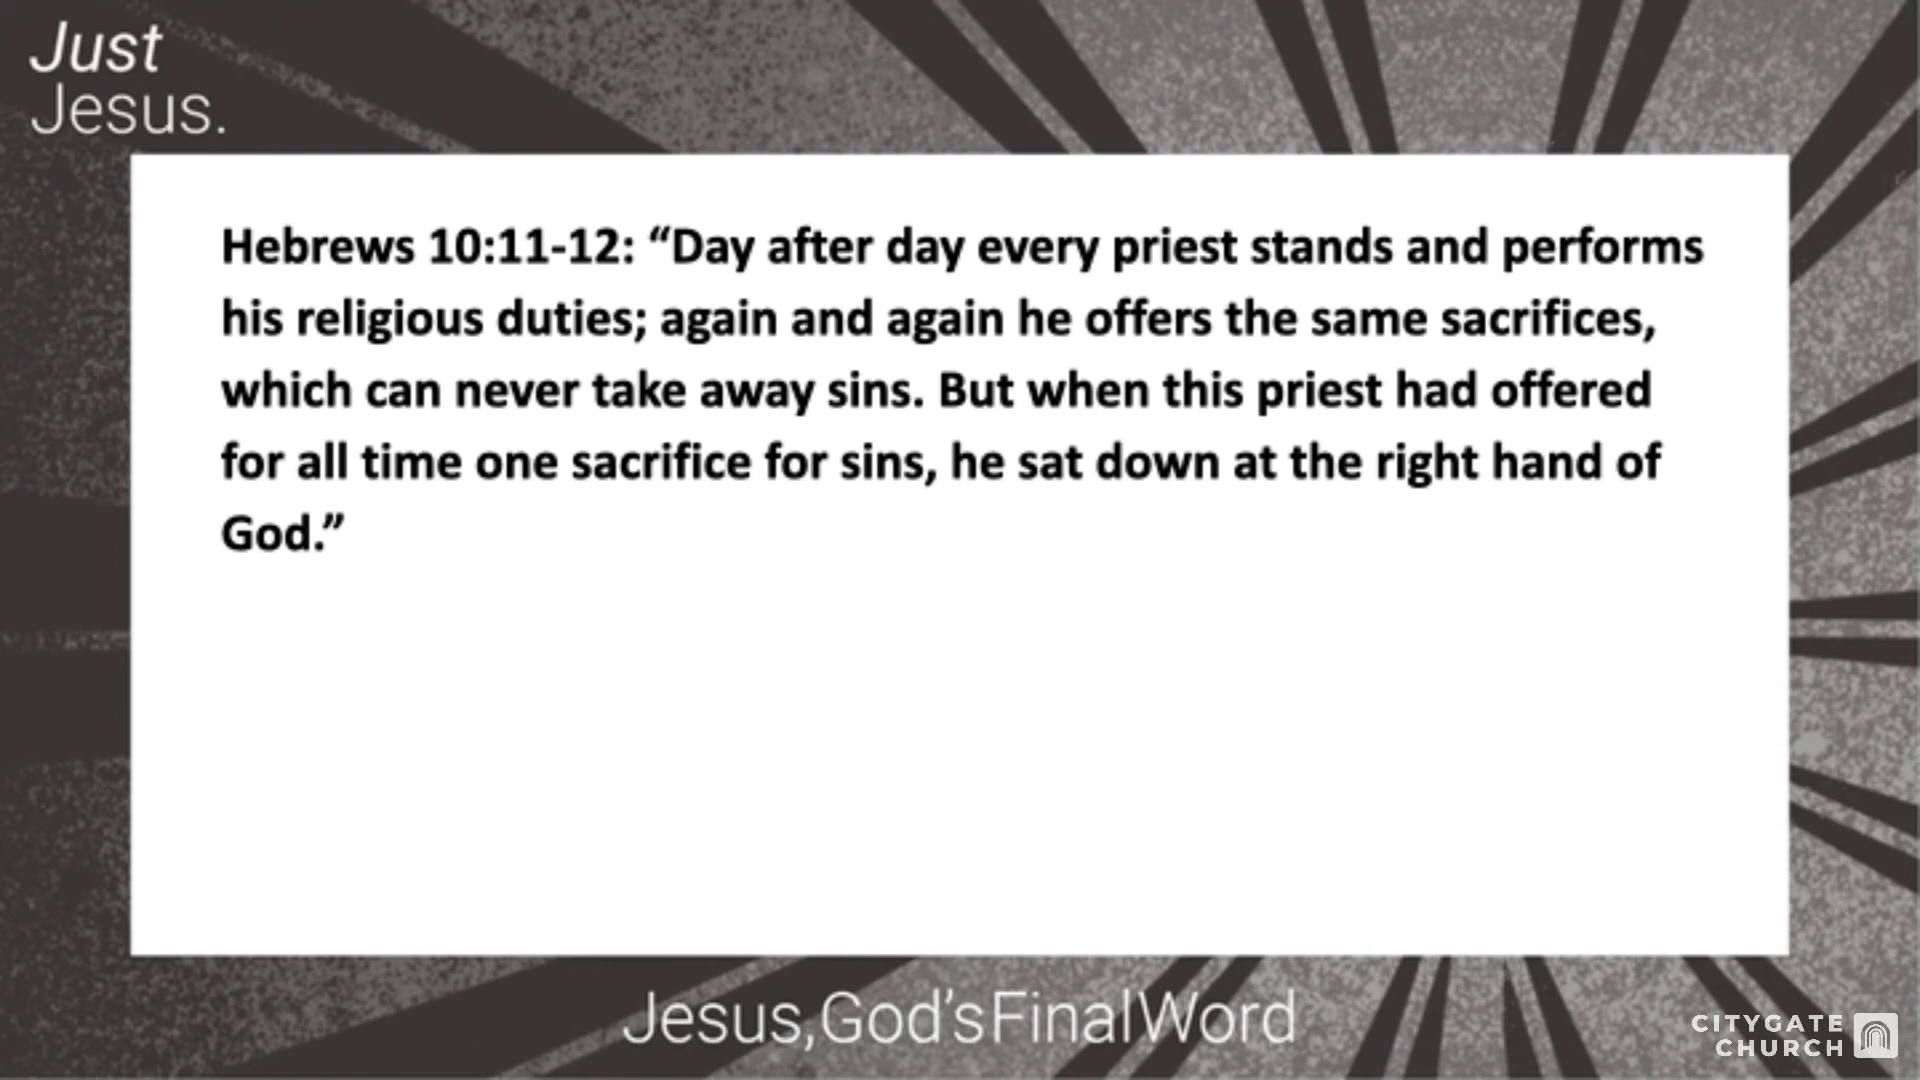 Just
Jesus.
Hebrews 10:11-12: “Day after day every priest stands and performs
his religious duties; again and again he offers the same sacrifices,
which can never take away sins. But when this priest had offered
for all time one sacrifice for sins, he sat down at the right hand of
God.”
Jesus, God’s Final Word
CITYGATE
CHURCH